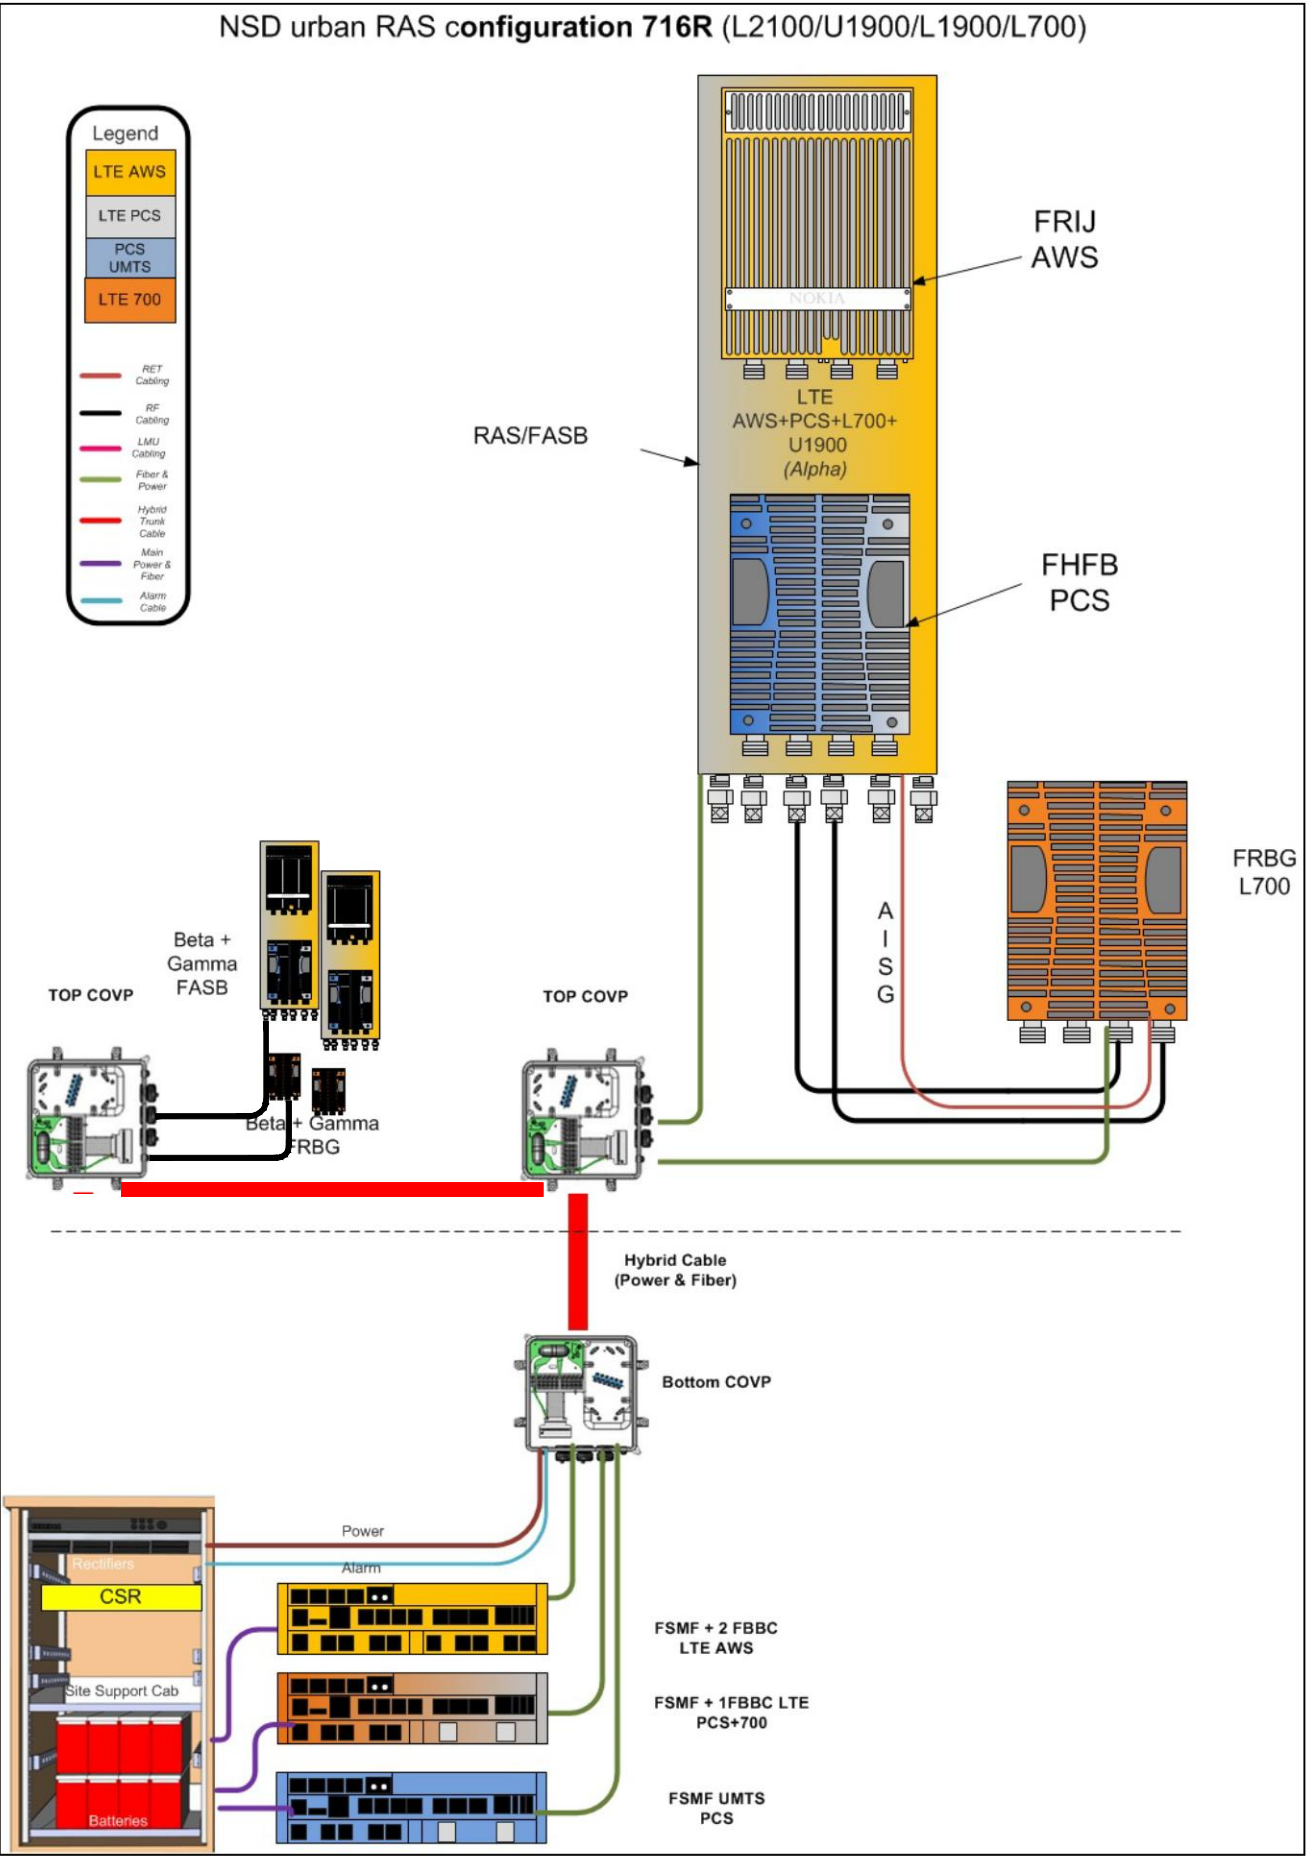 NSD urban RAS configuration 716R (L2100/U1900/L1900/L700)
Legend
LTE AWS
LTE PCS
PCS
UMTS
LTE 700
RET
Cabling
RF
Cabling
LMU
Cabling
Fiber &
Power
Hybrid
Trunk
Cable
Main
Power &
Fiber
Alarm
Cable
NOKIA
FRIJ
AWS
LTE
AWS+PCS+L700+
U1900
(Alpha)
RAS/FASB
FHFB
PCS
FRBG
L700
A
I
S
G
Beta +
Gamma
FASB
TOP COVP
TOP COVP
Beta + Gamma
FRBG
Hybrid Cable
(Power & Fiber)
Bottom COVP
Power
Alarm
Rectifiers
CSR
Site Support Cab
Batteries
FSMF + 2 FBBC
LTE AWS
FSMF + 1FBBC LTE
PCS+700
FSMF UMTS
PCS